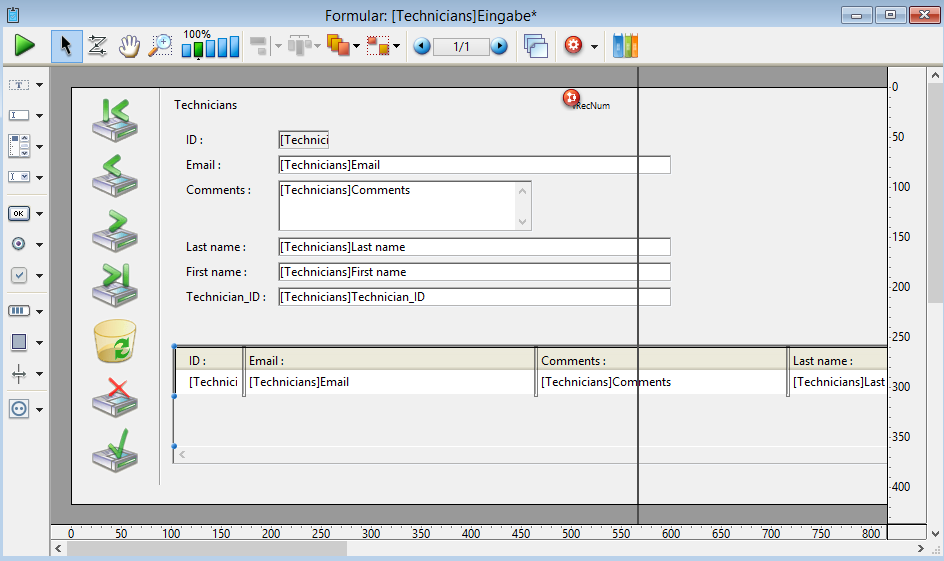 Formular: [Technicians]Eingabe*
100%
1/1
T
OK
Technicians
rRecNum
ID :
[Technici
Email :
[Technicians]Email
Comments :
[Technicians]Comments
Last name :
[Technicians]Last name
First name :
[Technicians]First name
Technician_ID :
[Technicians]Technician_ID
ID : Email : Comments : Last name :
[Technici [Technicians]Email [Technicians]Comments [Technicians]Last
0
50
100
150
200
250
300
350
400
0 50 100 150 200 250 300 350 400 450 500 550 600 650 700 750 800